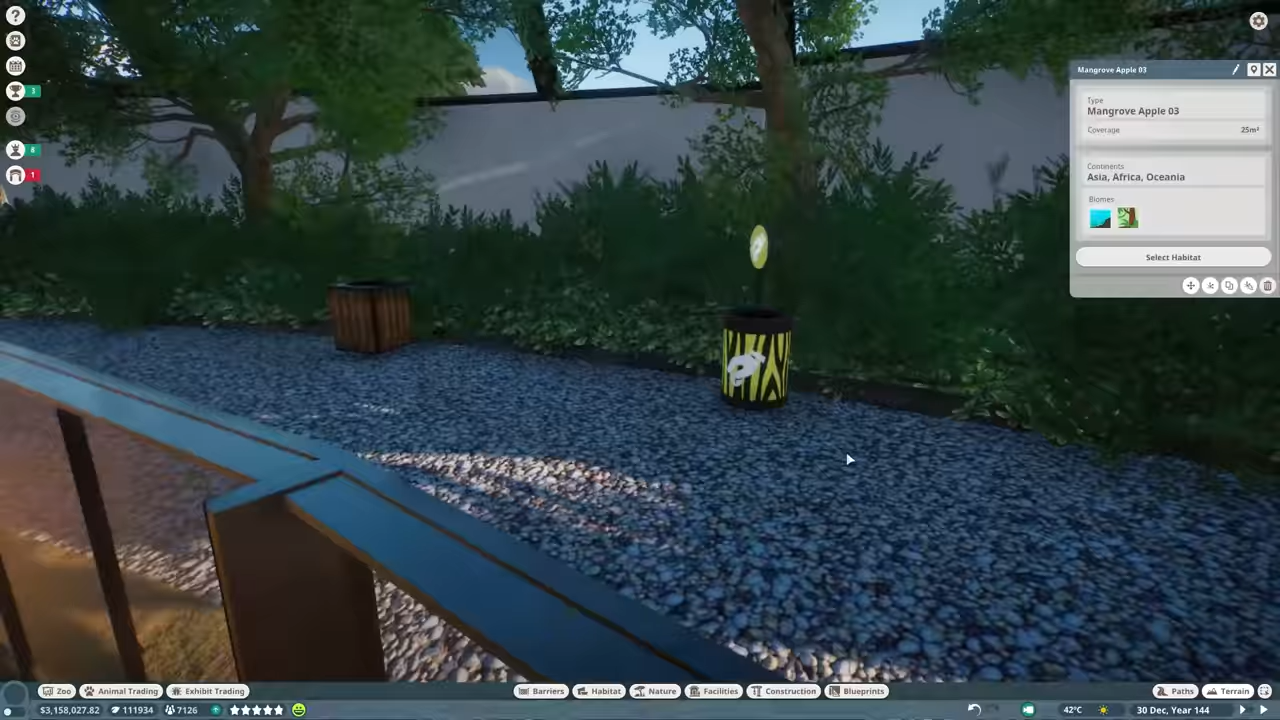 ?
3
8
1
Mangrove Apple 03
Type
Mangrove Apple 03
Coverage 25m²
Continents
Asia, Africa, Oceania
Biomes
Select Habitat
Zoo Animal Trading Exhibit Trading Barriers Habitat Nature Facilities Construction Blueprints Paths Terrain
$3,158,027.82 111934 7126 42°C 30 Dec, Year 144